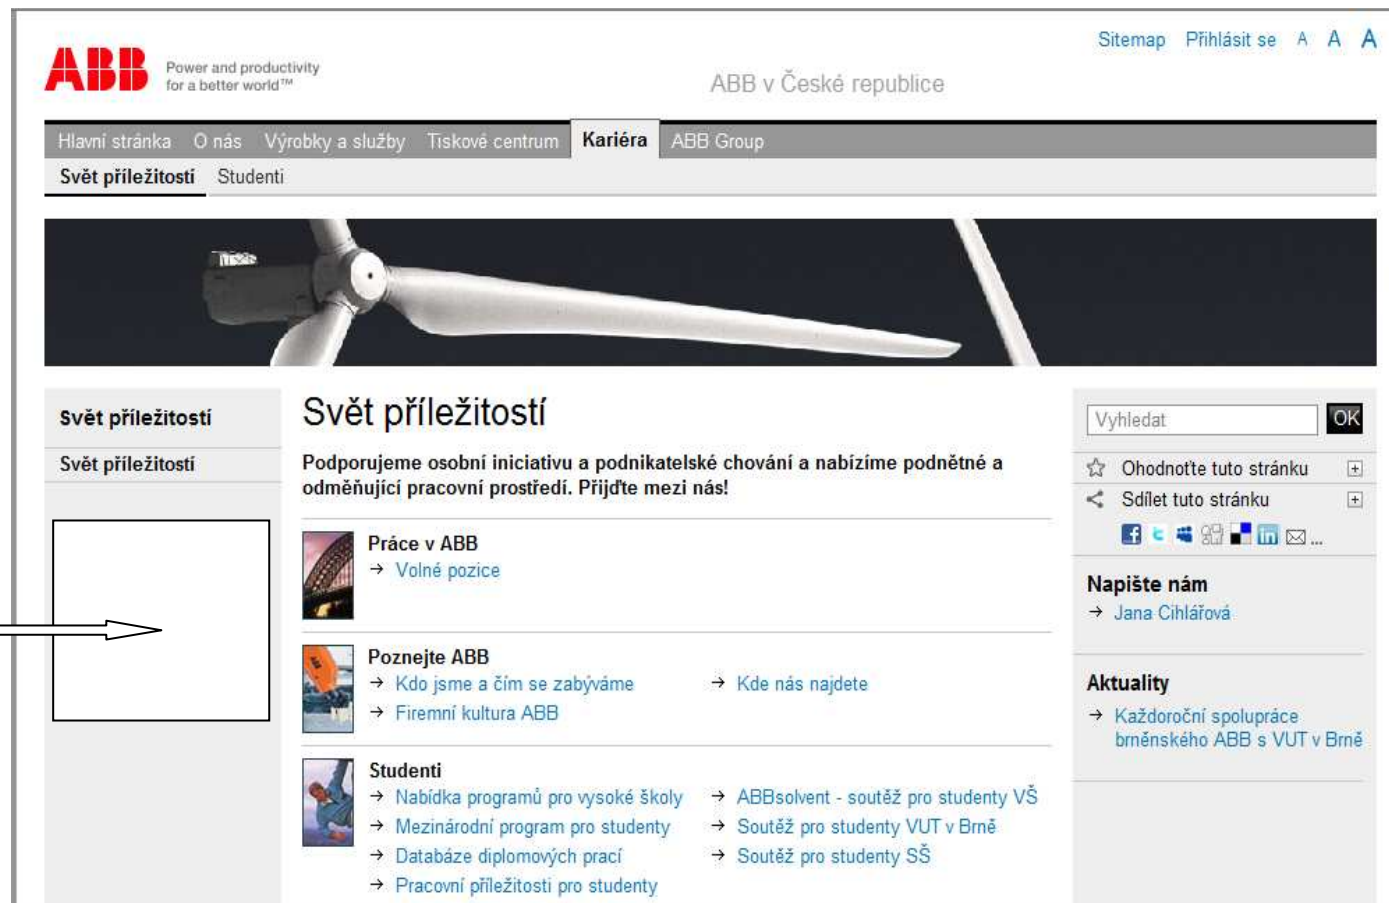 Sitemap Přihlásit se A A A
ABB
Power and productivity
for a better world™
ABB v České republice
Hlavní stránka O nás Výrobky a služby Tiskové centrum Kariéra ABB Group
Svět příležitostí Studenti
Svět příležitostí
Svět příležitostí
Svět příležitostí
Podporujeme osobní iniciativu a podnikatelské chování a nabízíme podnětné a
odměňující pracovní prostředí. Přijďte mezi nás!
Práce v ABB
→ Volné pozice
Poznejte ABB
→ Kdo jsme a čím se zabýváme → Kde nás najdete
→ Firemní kultura ABB
Studenti
→ Nabídka programů pro vysoké školy → ABBsolvent - soutěž pro studenty VŠ
→ Mezinárodní program pro studenty → Soutěž pro studenty VUT v Brně
→ Databáze diplomových prací → Soutěž pro studenty SŠ
→ Pracovní příležitosti pro studenty
Vyhledat OK
Ohodnoťte tuto stránku
Sdílet tuto stránku
...
Napište nám
→ Jana Cihlářová
Aktuality
→ Každoroční spolupráce
brněnského ABB s VUT v Brně